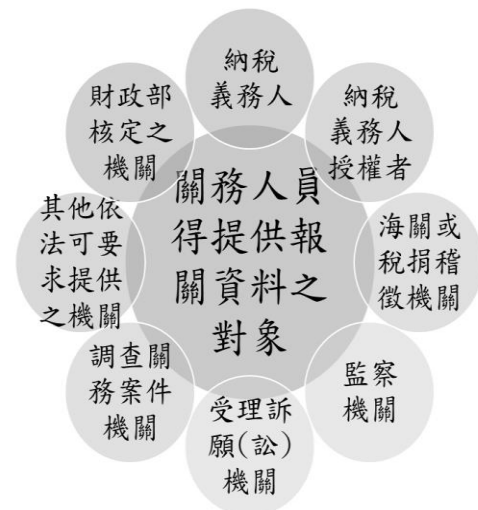 關務人員
得提供報
關資料之
對象
納稅
義務人
納稅
義務人
授權者
海關或
稅捐稽
徵機關
監察
機關
受理訴
願(訟)
機關
調查關
務案件
機關
其他依
法可要
求提供
之機關
財政部
核定之
機關